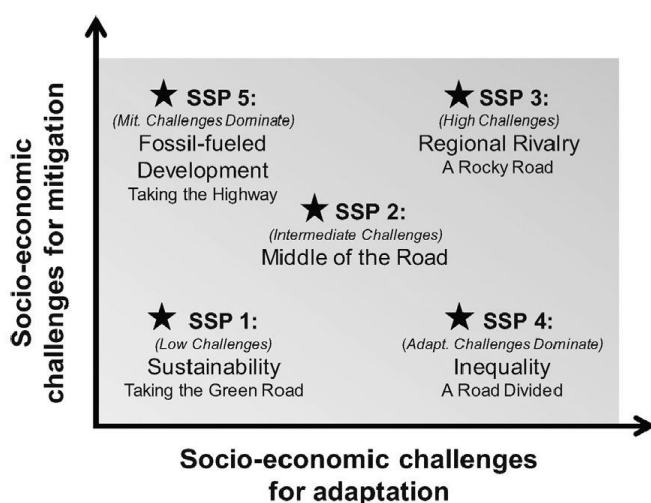 Socio-economic
challenges for mitigation
SSP 5:
(Mit. Challenges Dominate)
Fossil-fueled
Development
Taking the Highway
SSP 3:
(High Challenges)
Regional Rivalry
A Rocky Road
SSP 2:
(Intermediate Challenges)
Middle of the Road
SSP 1:
(Low Challenges)
Sustainability
Taking the Green Road
SSP 4:
(Adapt. Challenges Dominate)
Inequality
A Road Divided
Socio-economic challenges
for adaptation